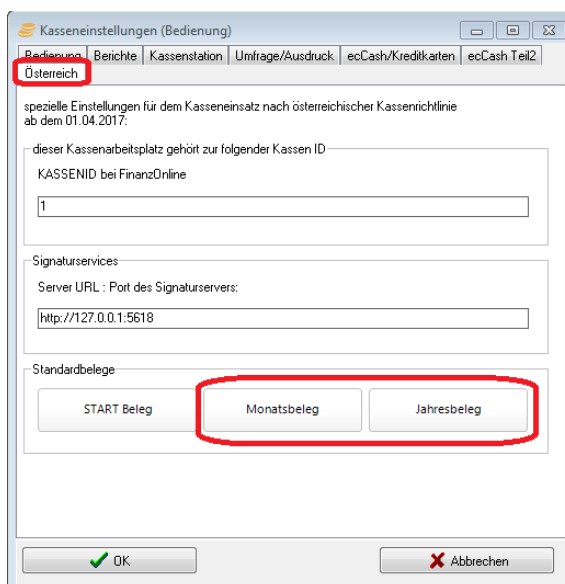 Kasseneinstellungen (Bedienung)
Bedienung Berichte Kassenstation Umfrage/Ausdruck ecCash/Kreditkarten ecCash Teil2
Österreich
spezielle Einstellungen für dem Kasseneinsatz nach österreichischer Kassenrichtlinie
ab dem 01.04.2017:
dieser Kassenarbeitsplatz gehört zur folgender Kassen ID
KASSENID bei FinanzOnline
1
Signaturservices
Server URL : Port des Signaturservers:
http://127.0.0.1:5618
Standardbelege
START Beleg Monatsbeleg Jahresbeleg
OK Abbrechen